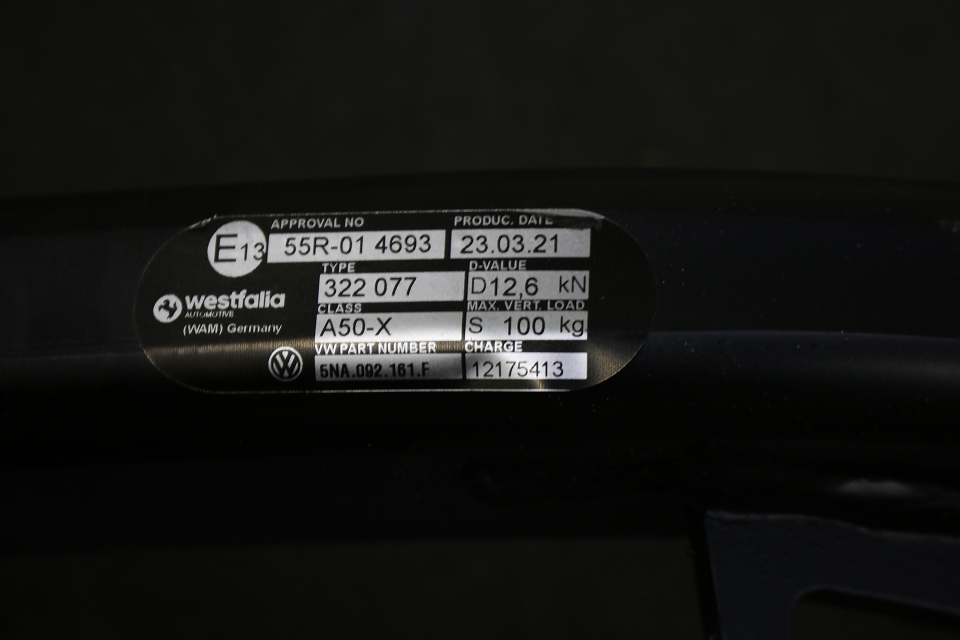 APPROVAL NO PRODUC. DATE
E13 55R-01 4693 23.03.21
TYPE D-VALUE
322 077 D12,6 kN
westfalia
AUTOMOTIVE
CLASS MAX. VERT LOAD
(WAM) Germany A50-X S 100 kg
VW PART NUMBER CHARGE
5NA.092.161.F 12175413